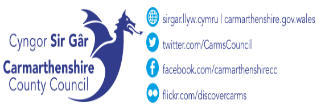 Cyngor Sir Gâr
Carmarthenshire
County Council
sirgar.llyw.cymru | carmarthenshire.gov.wales
twitter.com/CarmsCouncil
facebook.com/carmarthenshirecc
flickr.com/discovercarms